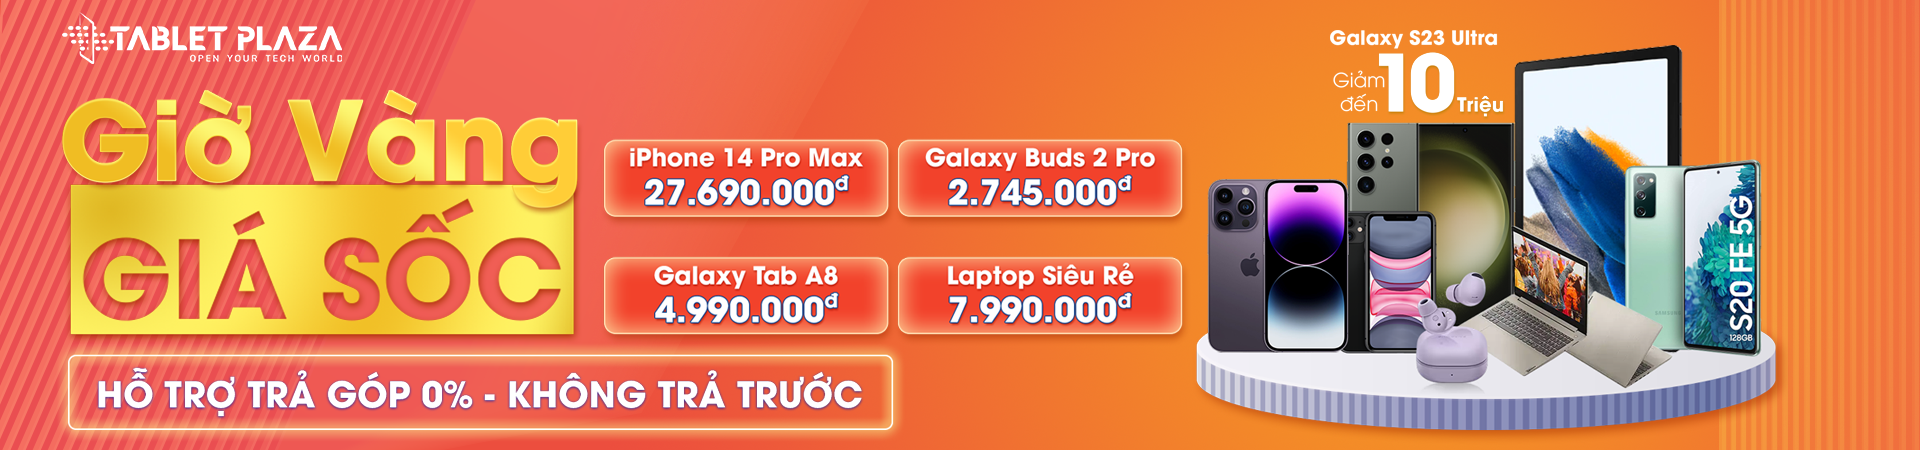 TABLET PLAZA
OPEN YOUR TECH WORLD
Giờ Vàng
GIÁ SỐC
HỖ TRỢ TRẢ GÓP 0% - KHÔNG TRẢ TRƯỚC
iPhone 14 Pro Max
27.690.000đ
Galaxy Buds 2 Pro
2.745.000đ
Galaxy Tab A8
4.990.000đ
Laptop Siêu Rẻ
7.990.000đ
Galaxy S23 Ultra
Giảm
đến 10 Triệu
S20 FE 5G
128GB